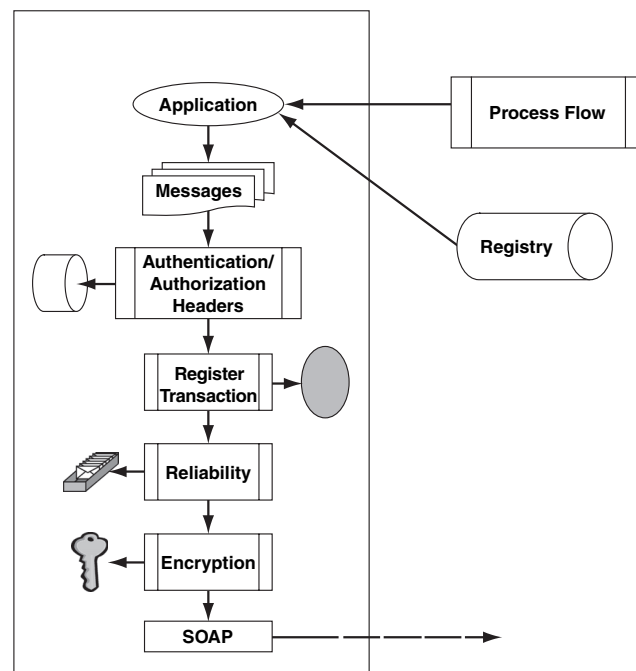 Application
Process Flow
Messages
Registry
Authentication/
Authorization
Headers
Register
Transaction
Reliability
Encryption
SOAP